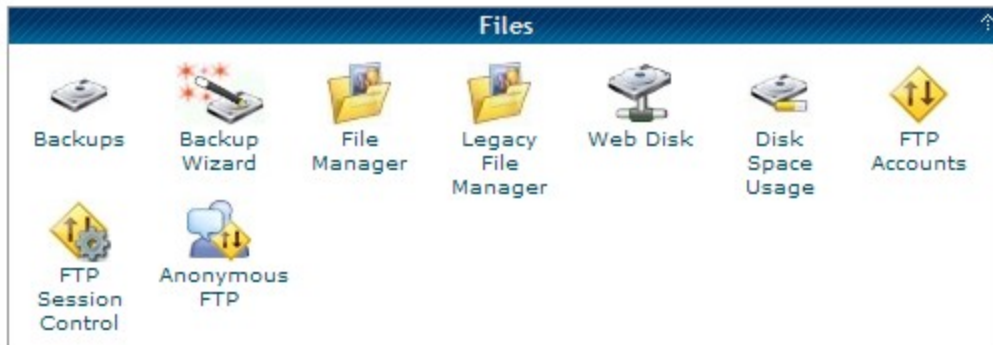 Files
Backups
Backup
Wizard
File
Manager
Legacy
File
Manager
Web Disk
Disk
Space
Usage
FTP
Accounts
FTP
Session
Control
Anonymous
FTP